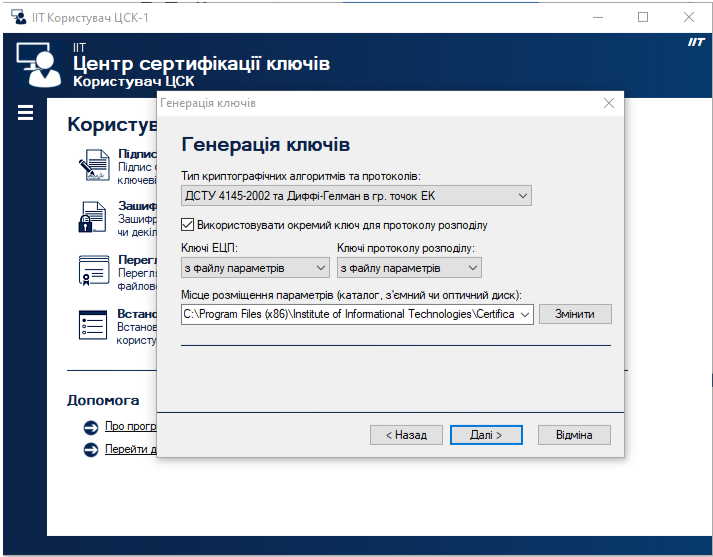 IIT Користувач ЦСК-1
IIT
IIT
Центр сертифікації ключів
Користувач ЦСК
Генерація ключів
Генерація ключів
Тип криптографічних алгоритмів та протоколів:
ДСТУ 4145-2002 та Диффі-Гелман в гр. точок ЕК
Використовувати окремий ключ для протоколу розподілу
Ключі ЕЦП:
Ключі протоколу розподілу:
з файлу параметрів
з файлу параметрів
Місце розміщення параметрів (каталог, з'ємний чи оптичний диск):
C:\Program Files (x86)\Institute of Informational Technologies\Certifica
Змінити
< Назад
Далі >
Відміна
Користув
Підпис
Підпис
ключеві
Зашиф
Зашифр
чи декіл
Перегл
Перегля
файлов
Встано
Встанов
користу
Допомога
Про прогр
Перейти д